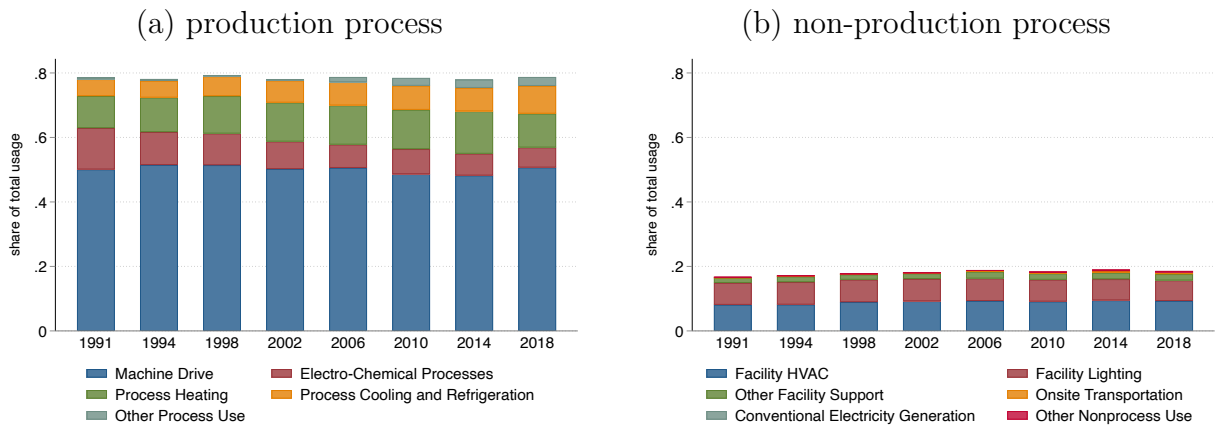 (a) production process
share of total usage
.8
.6
.4
.2
0
1991 1994 1998 2002 2006 2010 2014 2018
Machine Drive Electro-Chemical Processes
Process Heating Process Cooling and Refrigeration
Other Process Use
(b) non-production process
share of total usage
.8
.6
.4
.2
0
1991 1994 1998 2002 2006 2010 2014 2018
Facility HVAC Facility Lighting
Other Facility Support Onsite Transportation
Conventional Electricity Generation Other Nonprocess Use